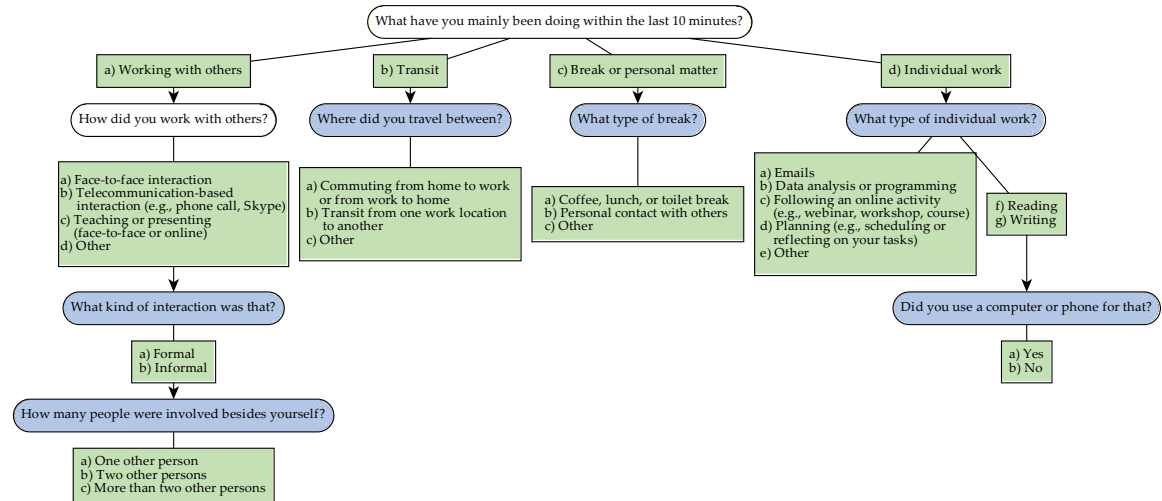 What have you mainly been doing within the last 10 minutes?
a) Working with others
b) Transit
c) Break or personal matter
d) Individual work
How did you work with others?
Where did you travel between?
What type of break?
What type of individual work?
a) Face-to-face interaction
b) Telecommunication-based
interaction (e.g., phone call, Skype)
c) Teaching or presenting
(face-to-face or online)
d) Other
a) Commuting from home to work
or from work to home
b) Transit from one work location
to another
c) Other
a) Coffee, lunch, or toilet break
b) Personal contact with others
c) Other
a) Emails
b) Data analysis or programming
c) Following an online activity
(e.g., webinar, workshop, course)
d) Planning (e.g., scheduling or
reflecting on your tasks)
e) Other
f) Reading
g) Writing
What kind of interaction was that?
Did you use a computer or phone for that?
a) Formal
b) Informal
a) Yes
b) No
How many people were involved besides yourself?
a) One other person
b) Two other persons
c) More than two other persons